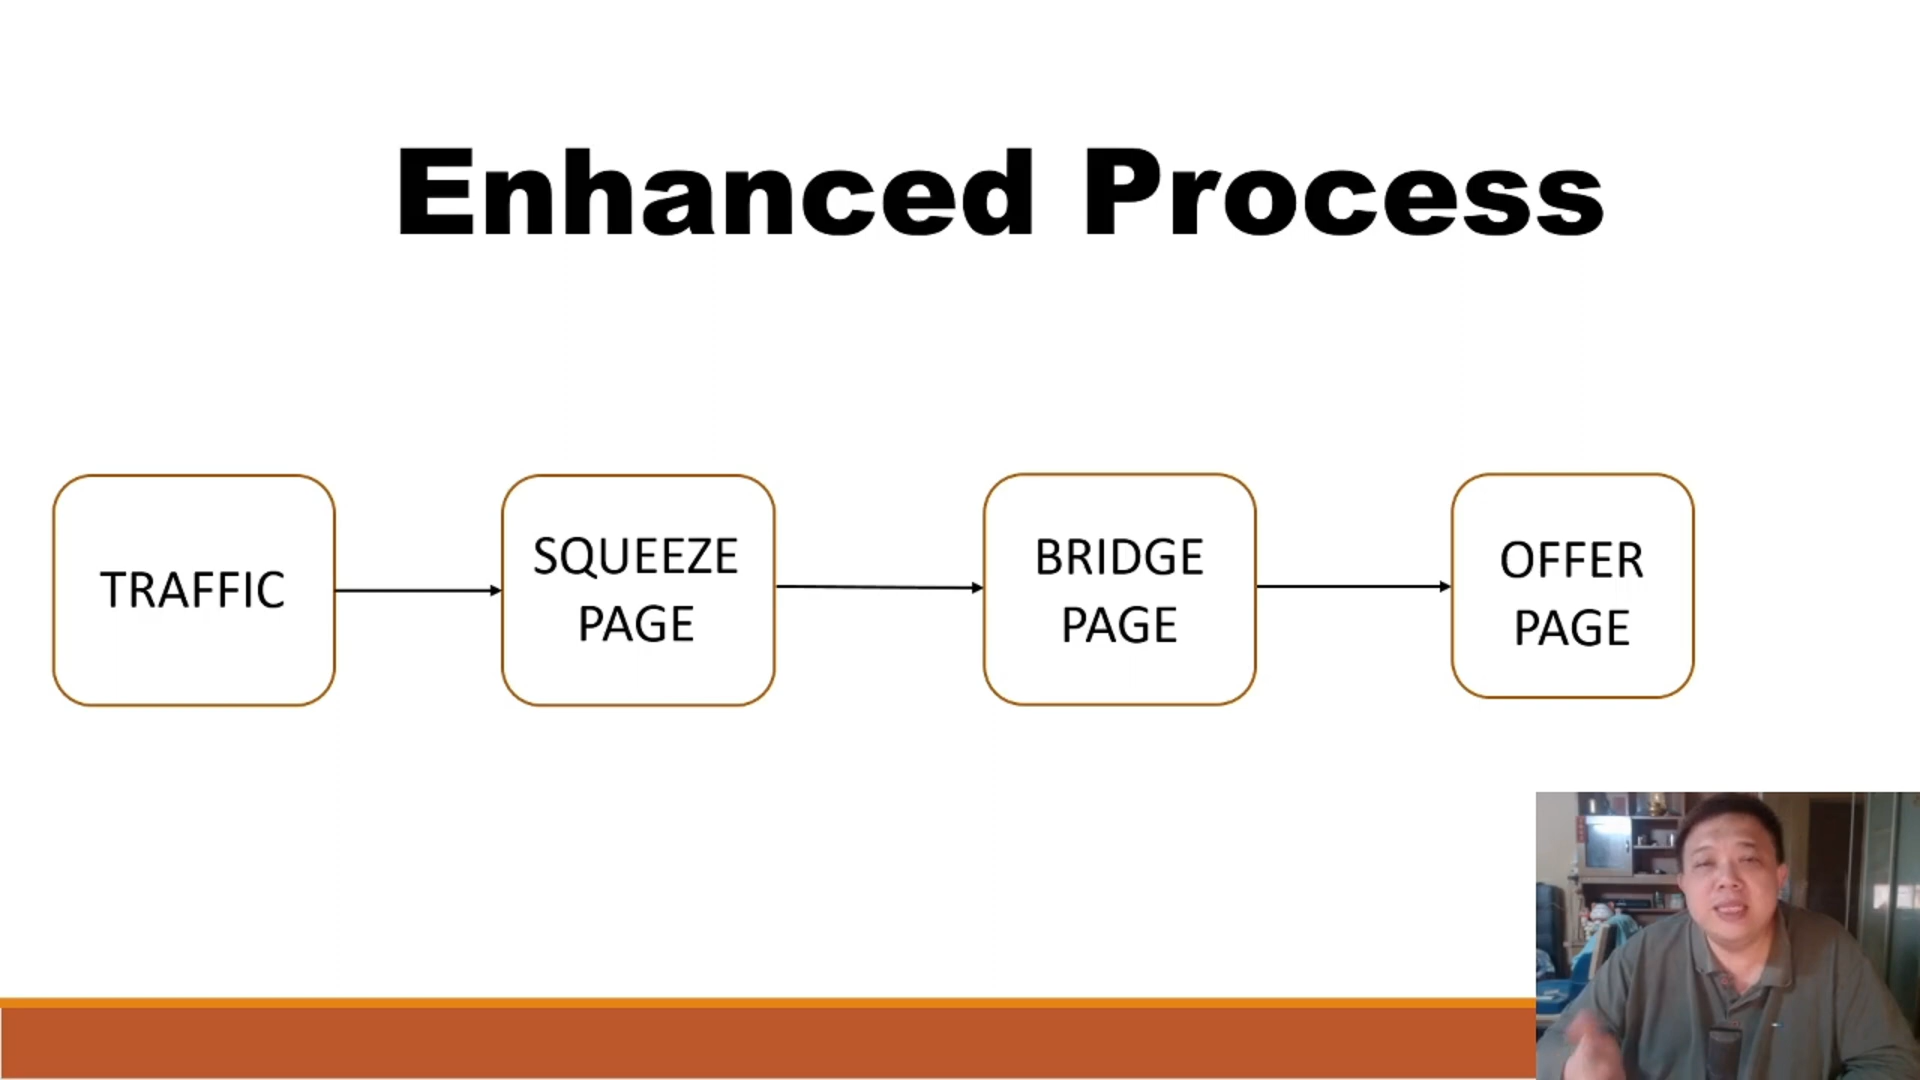 Enhanced Process
TRAFFIC
SQUEEZE
PAGE
BRIDGE
PAGE
OFFER
PAGE